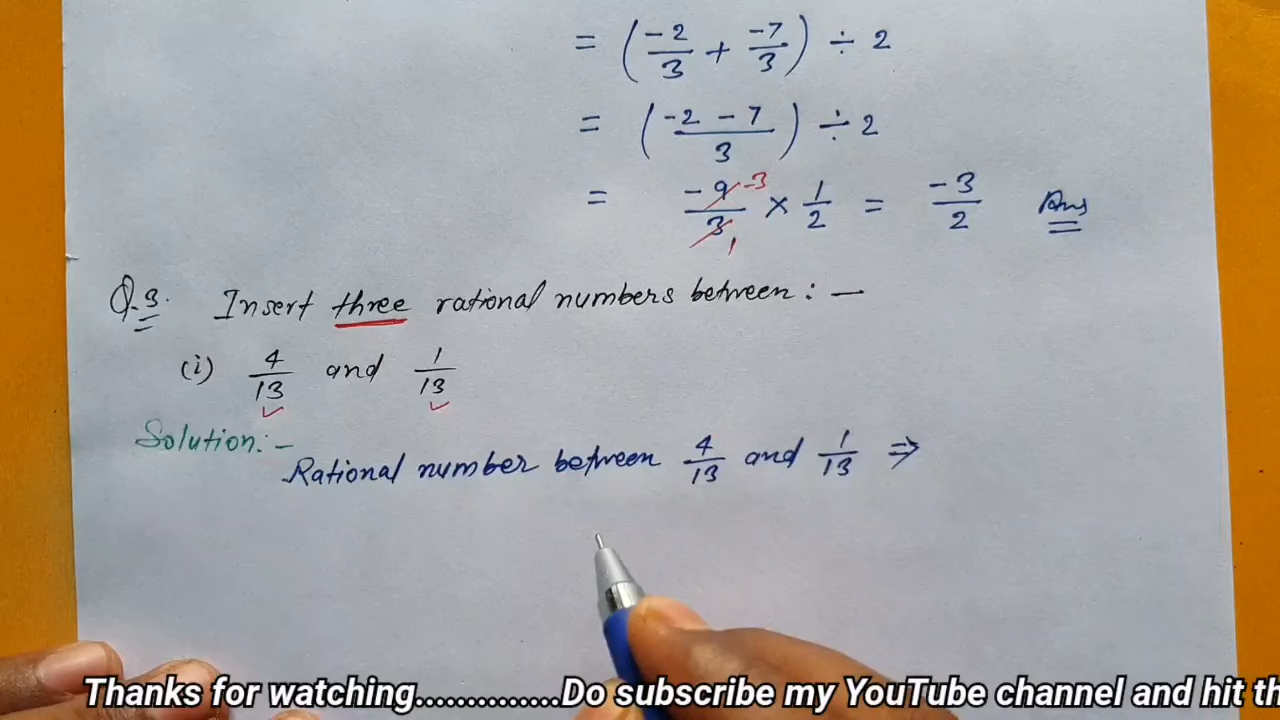 = (-2/3 + -7/3) ÷ 2
= (-2 - 7/3) ÷ 2
= -9/3 -3 1 × 1/2 = -3/2 Ans
Q.3. Insert three rational numbers between : —
(i) 4/13 and 1/13
Solution:-
Rational number between 4/13 and 1/13 ⇒
Thanks for watching..............Do subscribe my YouTube channel and hit th